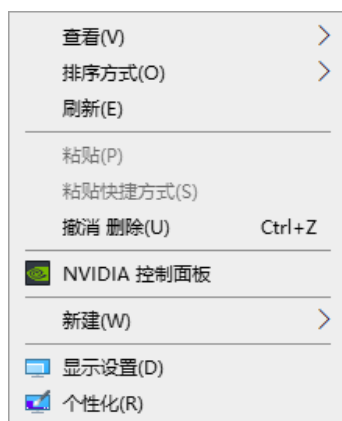 查看(V)
排序方式(O)
刷新(E)
粘贴(P)
粘贴快捷方式(S)
撤消 删除(U) Ctrl+Z
NVIDIA 控制面板
新建(W)
显示设置(D)
个性化(R)